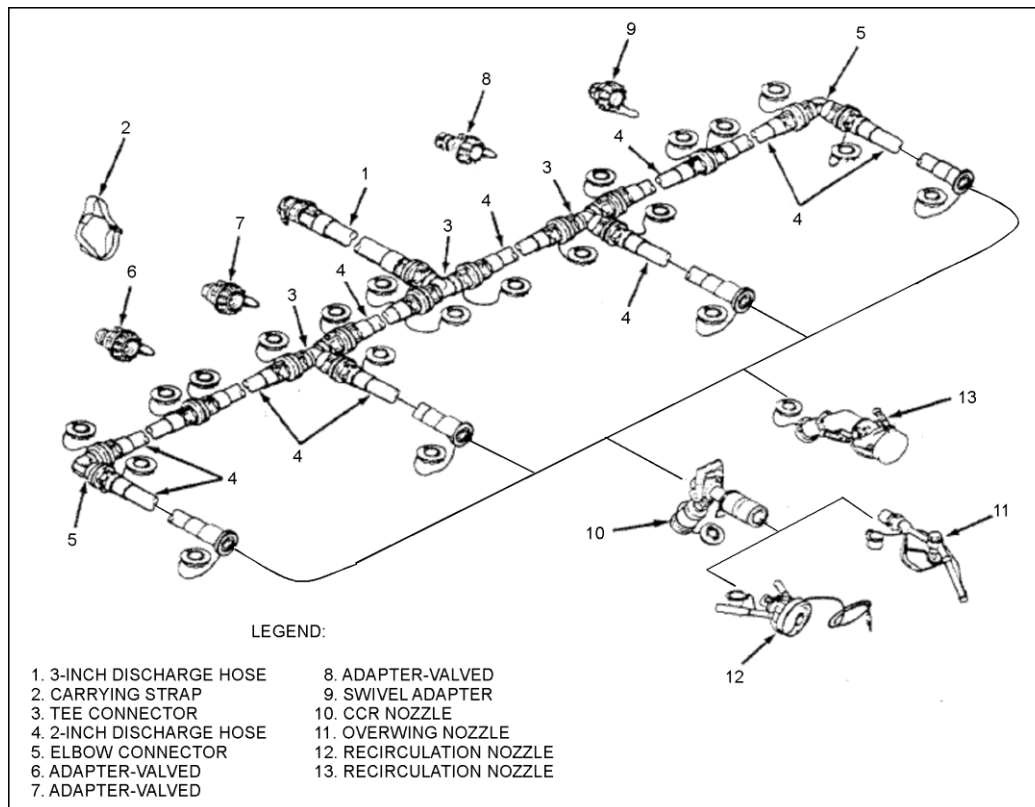 9
5
8
2
4
4
1
3
4
7
3
4
6
4
3
4
13
4
4
10
11
5
LEGEND:
12
1. 3-INCH DISCHARGE HOSE
2. CARRYING STRAP
3. TEE CONNECTOR
4. 2-INCH DISCHARGE HOSE
5. ELBOW CONNECTOR
6. ADAPTER-VALVED
7. ADAPTER-VALVED
8. ADAPTER-VALVED
9. SWIVEL ADAPTER
10. CCR NOZZLE
11. OVERWING NOZZLE
12. RECIRCULATION NOZZLE
13. RECIRCULATION NOZZLE